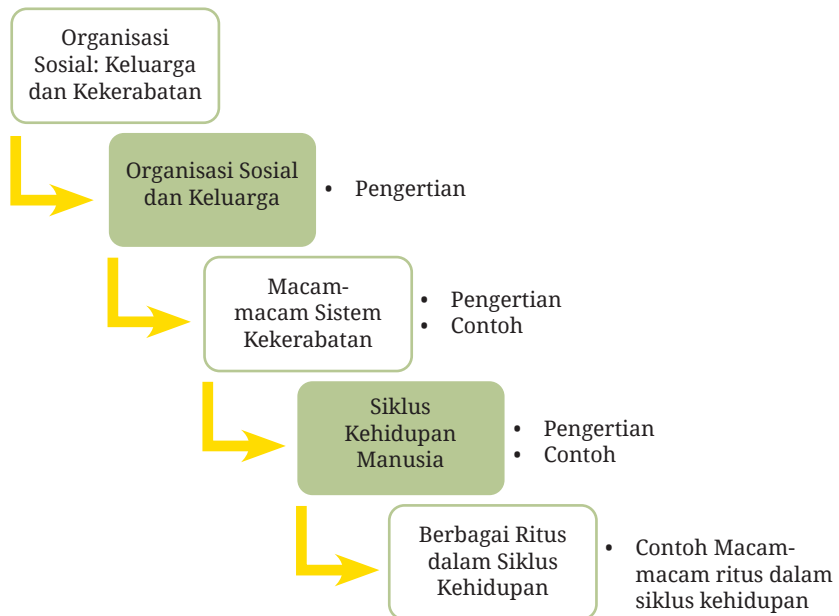 Organisasi
Sosial: Keluarga
dan Kekerabatan
Organisasi Sosial
dan Keluarga
• Pengertian
Macam-
macam Sistem
Kekerabatan
• Pengertian
• Contoh
Siklus
Kehidupan
Manusia
• Pengertian
• Contoh
Berbagai Ritus
dalam Siklus
Kehidupan
• Contoh Macam-
macam ritus dalam
siklus kehidupan